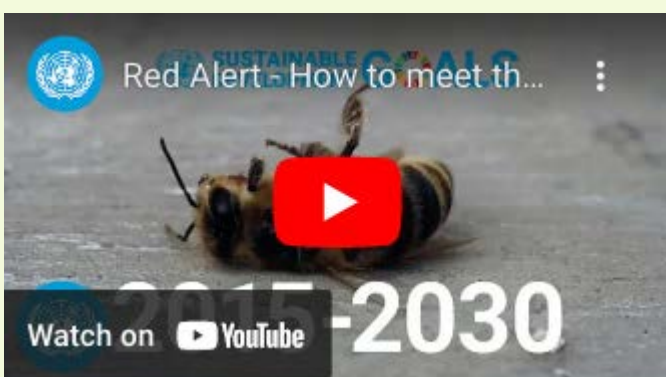 SUSTAINABLE GOALS
Red Alert - How to meet th...
2015-2030
Watch on YouTube